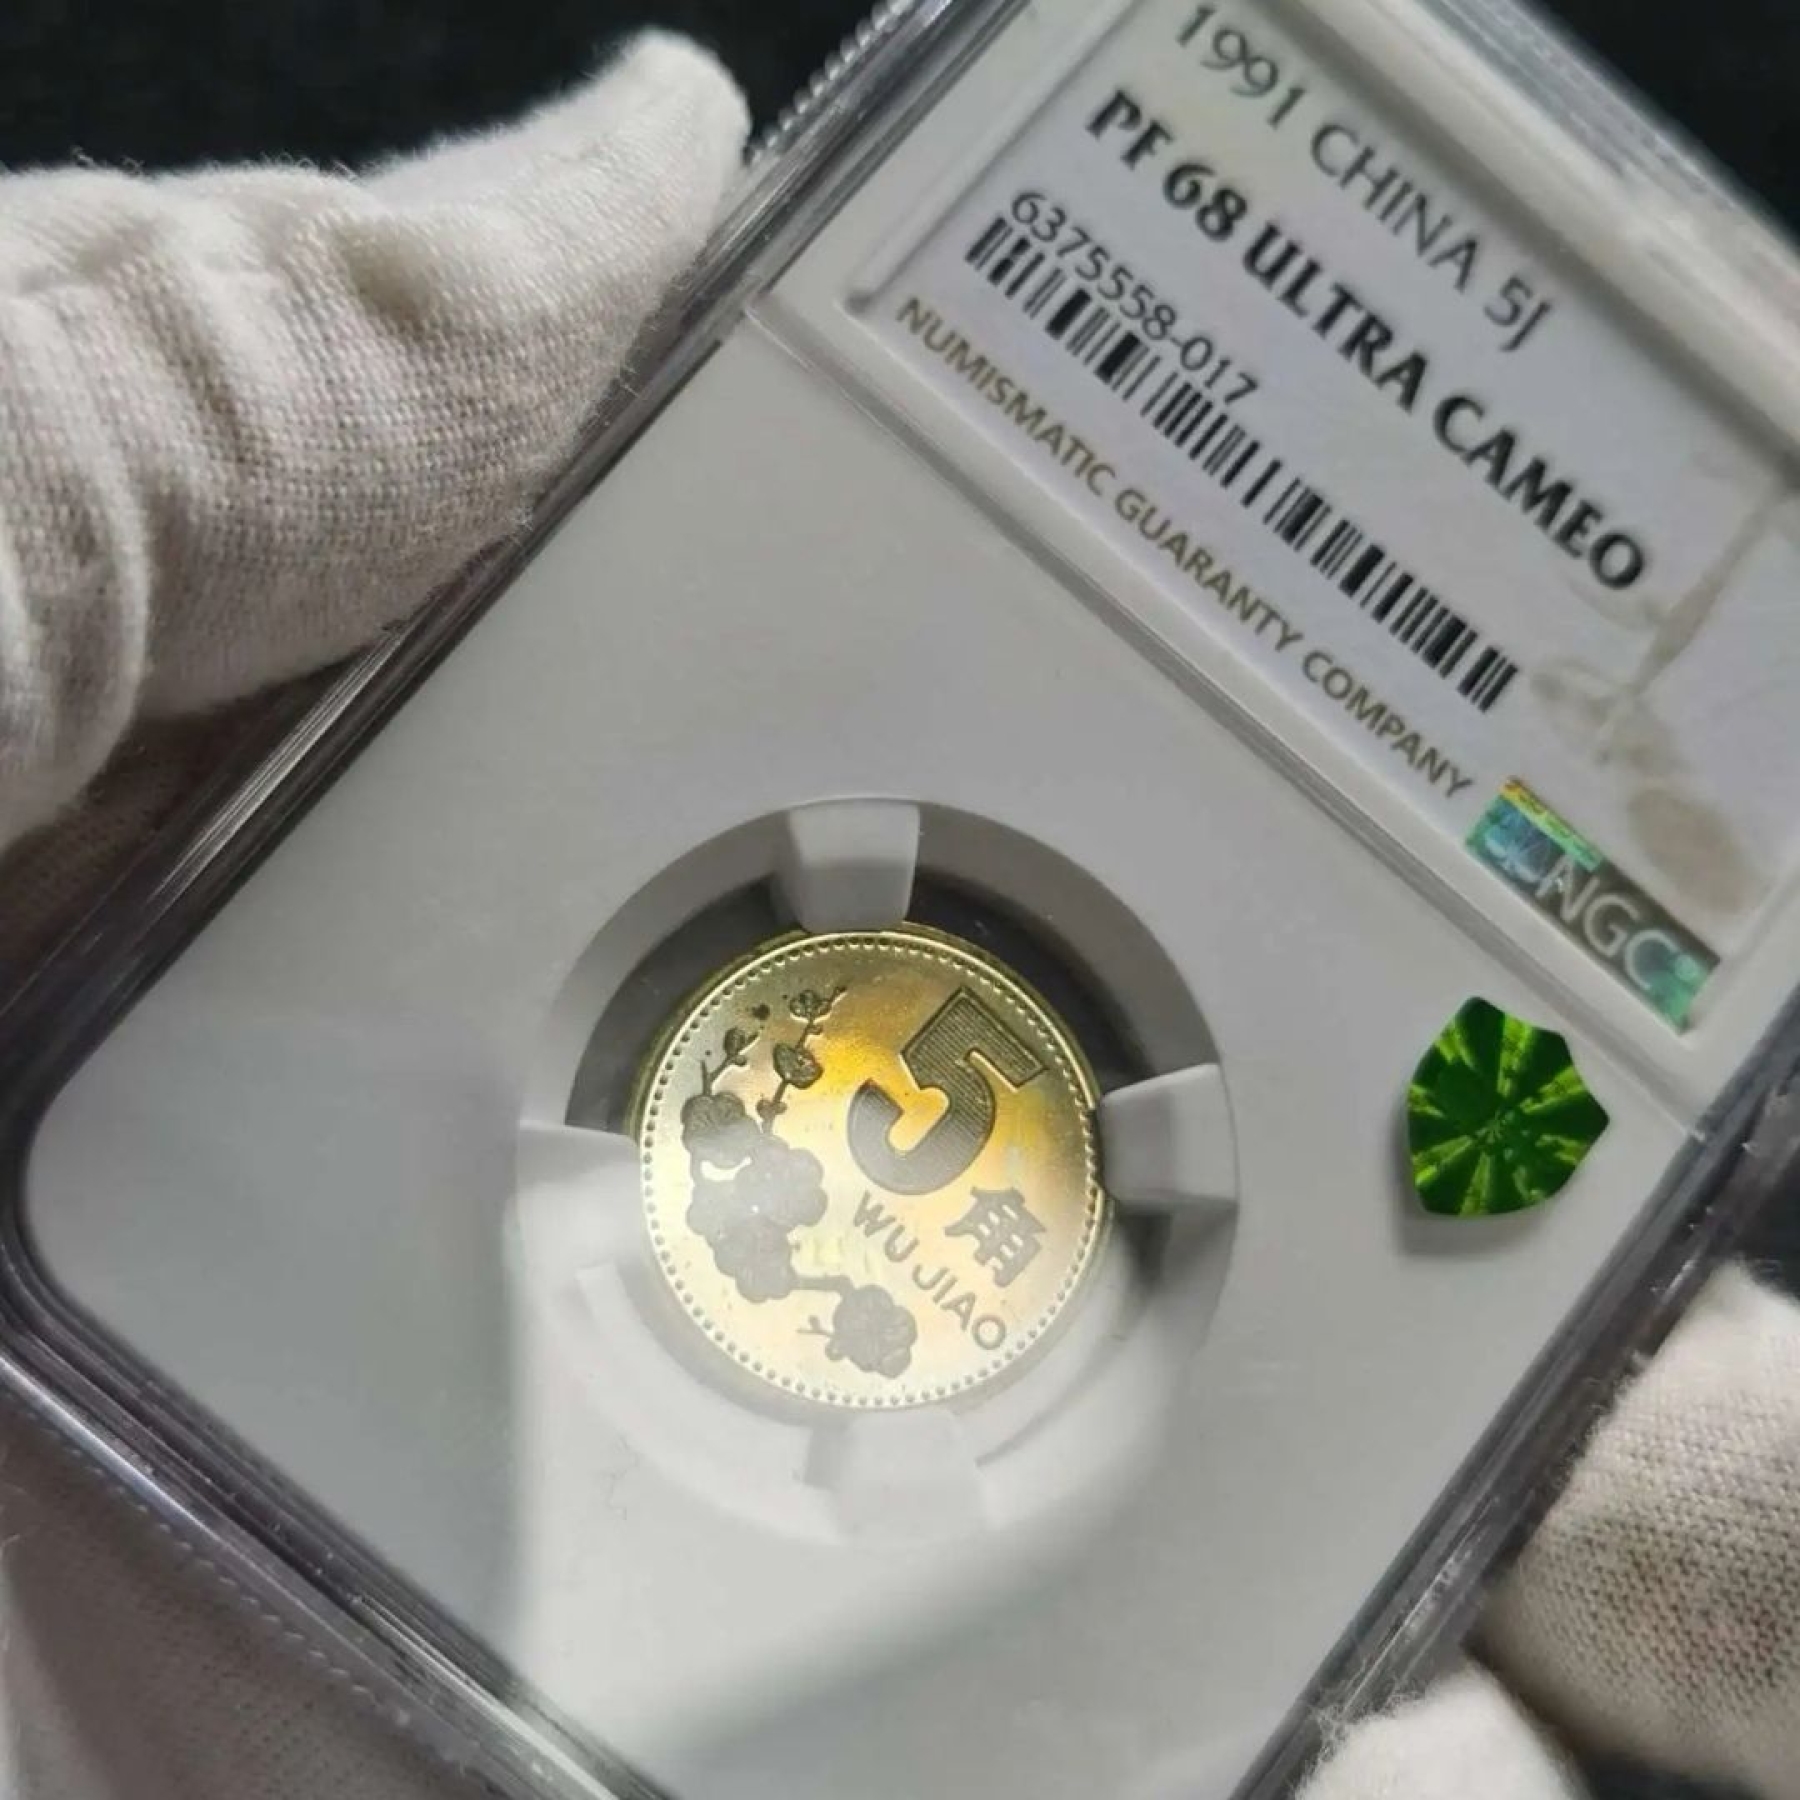 1991 CHINA 5J
PF 68 ULTRA CAMEO
6375558-017
NUMISMATIC GUARANTY COMPANY
NGC
5
角
WU JIAO